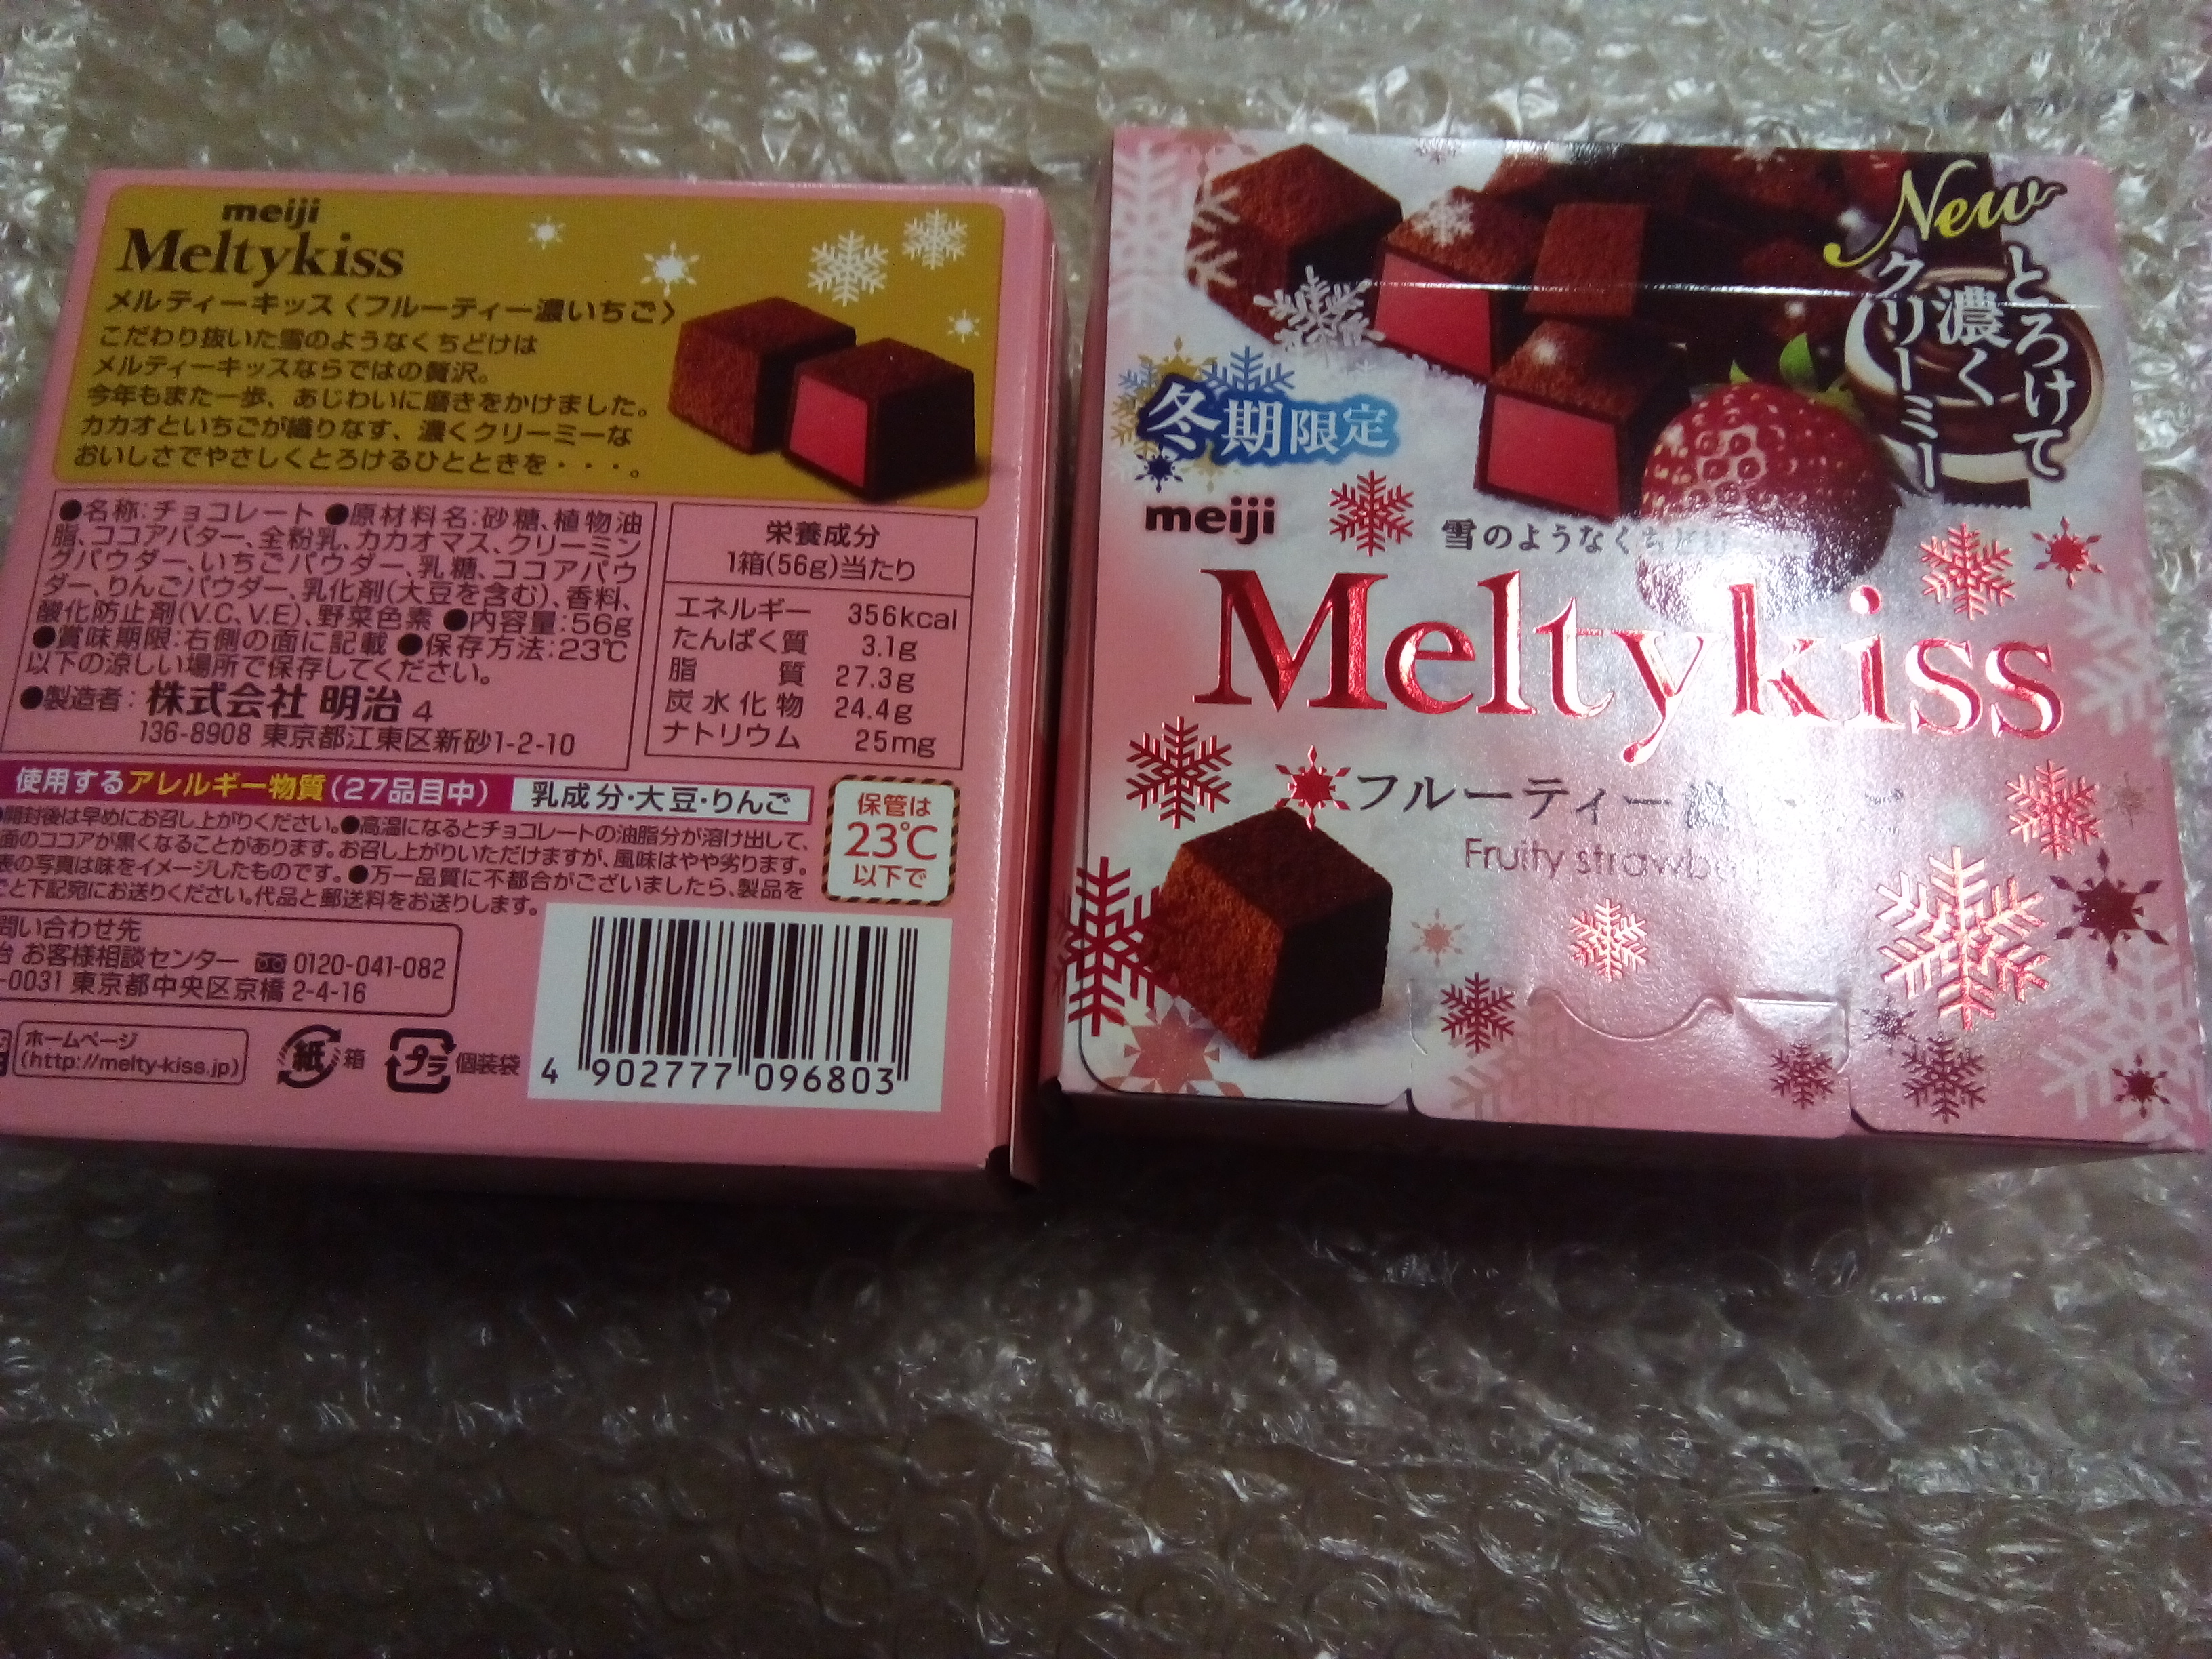 meiji
Meltykiss
メルティーキッス〈フルーティー濃いちご〉
こだわり抜いた雪のようなくちどけは
メルティーキッスならではの贅沢。
今年もまた一歩、あじわいに磨きをかけました。
カカオといちごが織りなす、濃くクリーミーな
おいしさでやさしくとろけるひとときを・・・。
●名称:チョコレート ●原材料名:砂糖、植物油
脂、ココアバター、全粉乳、カカオマス、クリーミン
グパウダー、いちごパウダー、乳糖、ココアパウ
ダー、りんごパウダー、乳化剤(大豆を含む)、香料、
酸化防止剤(V.C, V.E)、野菜色素 ●内容量:56g
●賞味期限:右側の面に記載 ●保存方法:23℃
以下の涼しい場所で保存してください。
●製造者: 株式会社 明治 4
136-8908 東京都江東区新砂1-2-10
栄養成分
1箱(56g)当たり
エネルギー 356kcal
たんぱく質 3.1g
脂質 27.3g
炭水化物 24.4g
ナトリウム 25mg
使用するアレルギー物質(27品目中) 乳成分・大豆・りんご
開封後は早めにお召し上がりください。●高温になるとチョコレートの油脂分が溶け出して、
面のココアが黒くなることがあります。お召し上がりいただけますが、風味はやや劣ります。
表の写真は味をイメージしたものです。●万一品質に不都合がございましたら、製品を
ご と下記宛にお送りください。代品と郵送料をお送りします。
保管は
23℃
以下で
問い合わせ先
治 お客様相談センター 0120-041-082
-0031 東京都中央区京橋 2-4-16
ホームページ
(http://melty-kiss.jp)
紙 箱
プラ 個装袋
4 902777 096803
New
とろけて
濃く
クリーミー
冬期限定
meiji
雪のようなくちどけ
Meltykiss
フルーティー濃
Fruity strawbe